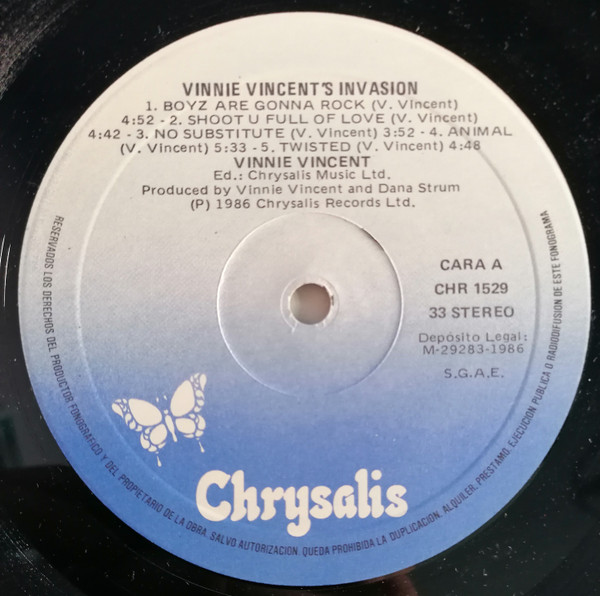 VINNIE VINCENT'S INVASION
1. BOYZ ARE GONNA ROCK (V. Vincent)
4:52 - 2. SHOOT U FULL OF LOVE (V. Vincent)
4:42 - 3. NO SUBSTITUTE (V. Vincent) 3:52 - 4. ANIMAL
(V. Vincent) 5:33 - 5. TWISTED (V. Vincent) 4:48
VINNIE VINCENT
Ed.: Chrysalis Music Ltd.
Produced by Vinnie Vincent and Dana Strum
(P) 1986 Chrysalis Records Ltd.
CARA A
CHR 1529
33 STEREO
Depósito Legal:
M-29283-1986
S.G.A.E.
Chrysalis
RESERVADOS LOS DERECHOS DEL PRODUCTOR FONOGRAFICO Y DEL PROPIETARIO DE LA OBRA. SALVO AUTORIZACION. QUEDA PROHIBIDA LA DUPLICACION. ALQUILER, PRESTAMO, EJECUCION PUBLICA O RADIODIFUSION DE ESTE FONOGRAMA